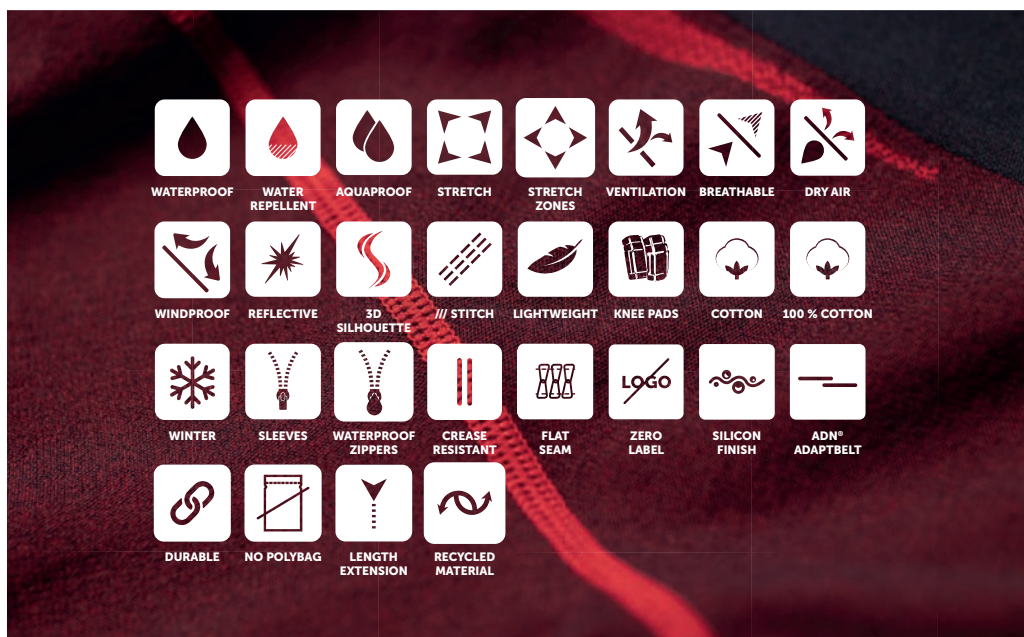 WATERPROOF
WATER
REPELLENT
AQUAPROOF
STRETCH
STRETCH
ZONES
VENTILATION
BREATHABLE
DRY AIR
WINDPROOF
REFLECTIVE
3D
SILHOUETTE
/// STITCH
LIGHTWEIGHT
KNEE PADS
COTTON
100 % COTTON
WINTER
SLEEVES
WATERPROOF
ZIPPERS
CREASE
RESISTANT
FLAT
SEAM
LOGO
ZERO
LABEL
SILICON
FINISH
ADN®
ADAPTBELT
DURABLE
NO POLYBAG
LENGTH
EXTENSION
RECYCLED
MATERIAL